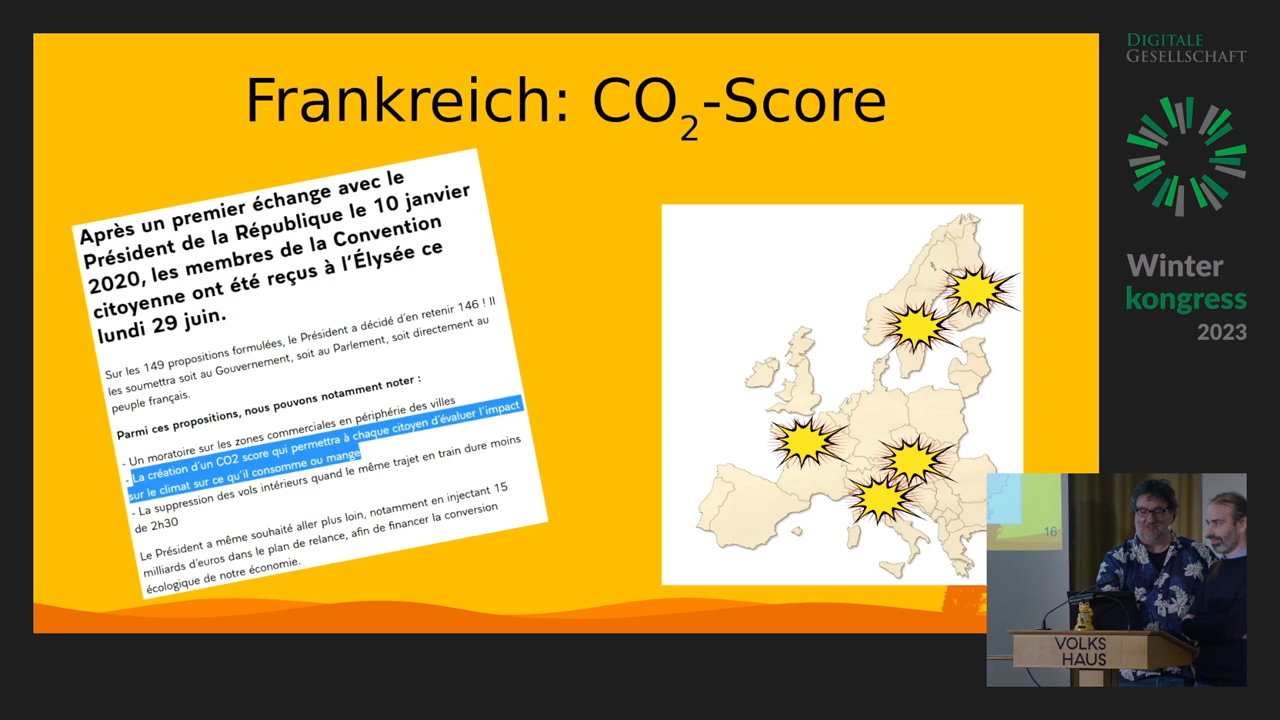 Frankreich: CO2-Score
Après un premier échange avec le
Président de la République le 10 janvier
2020, les membres de la Convention
citoyenne ont été reçus à l'Élysée ce
lundi 29 juin.
Sur les 149 propositions formulées, le Président a décidé d'en retenir 146 ! Il
les soumettra soit au Gouvernement, soit au Parlement, soit directement au
peuple français.
Parmi ces propositions, nous pouvons notamment noter :
- Un moratoire sur les zones commerciales en périphérie des villes
- La création d'un CO2 score qui permettra à chaque citoyen d'évaluer l'impact
sur le climat sur ce qu'il consomme ou mange
- La suppression des vols intérieurs quand le même trajet en train dure moins
de 2h30
Le Président a même souhaité aller plus loin, notamment en injectant 15
milliards d'euros dans le plan de relance, afin de financer la conversion
écologique de notre économie.
DIGITALE
GESELLSCHAFT
Winter
kongress
2023
16
VOLKS
HAUS